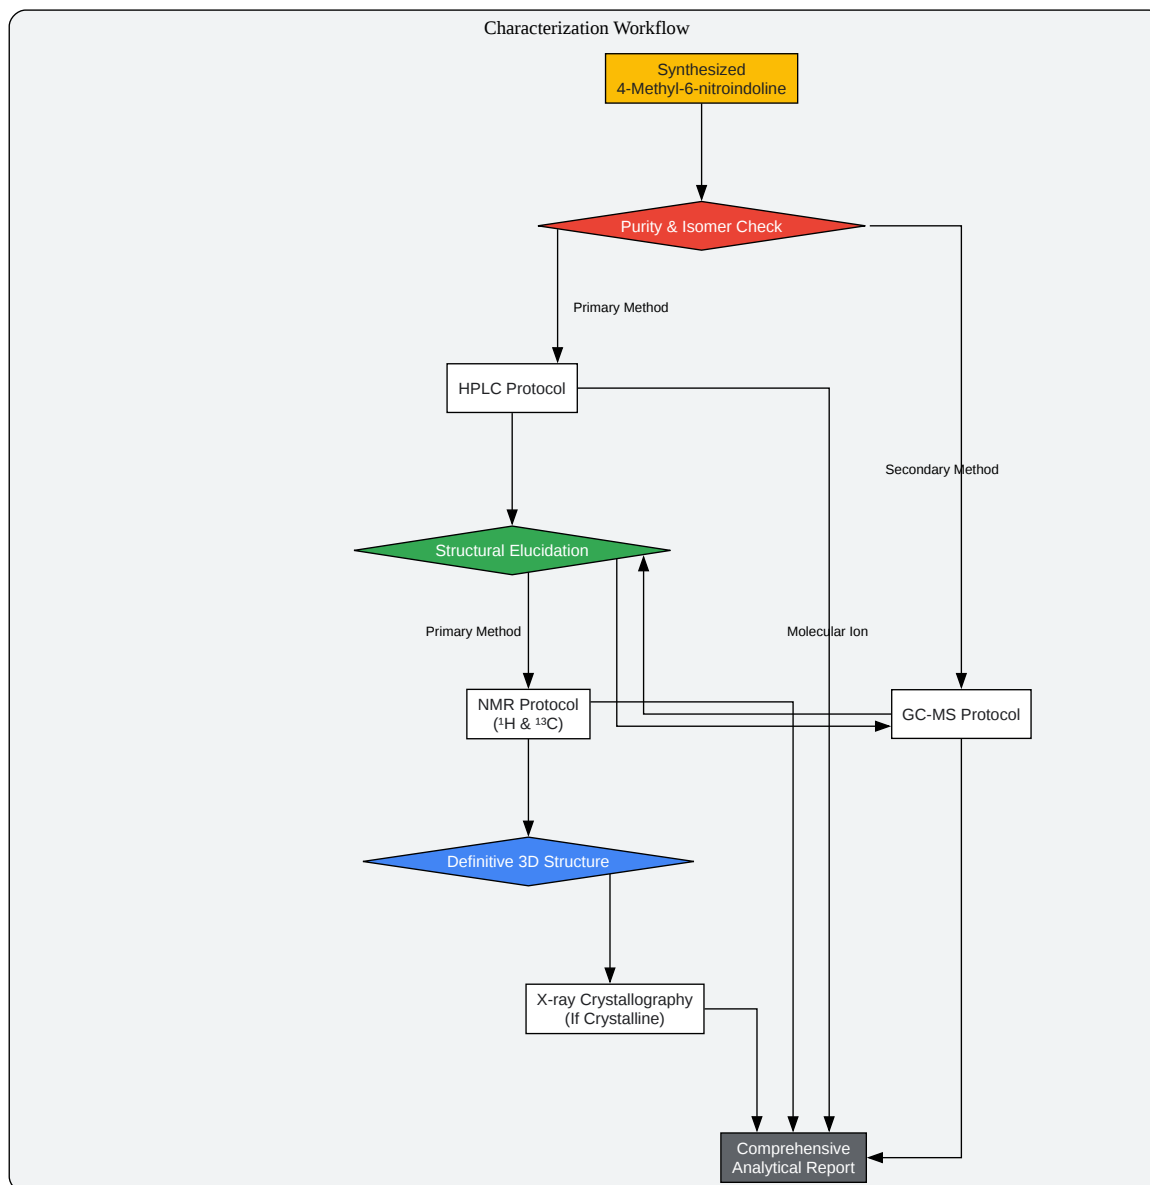 Characterization Workflow
Synthesized
4-Methyl-6-nitroindoline
Purity & Isomer Check
Primary Method
HPLC Protocol
Secondary Method
Structural Elucidation
Primary Method
Molecular Ion
NMR Protocol
(¹H & ¹³C)
GC-MS Protocol
Definitive 3D Structure
X-ray Crystallography
(If Crystalline)
Comprehensive
Analytical Report